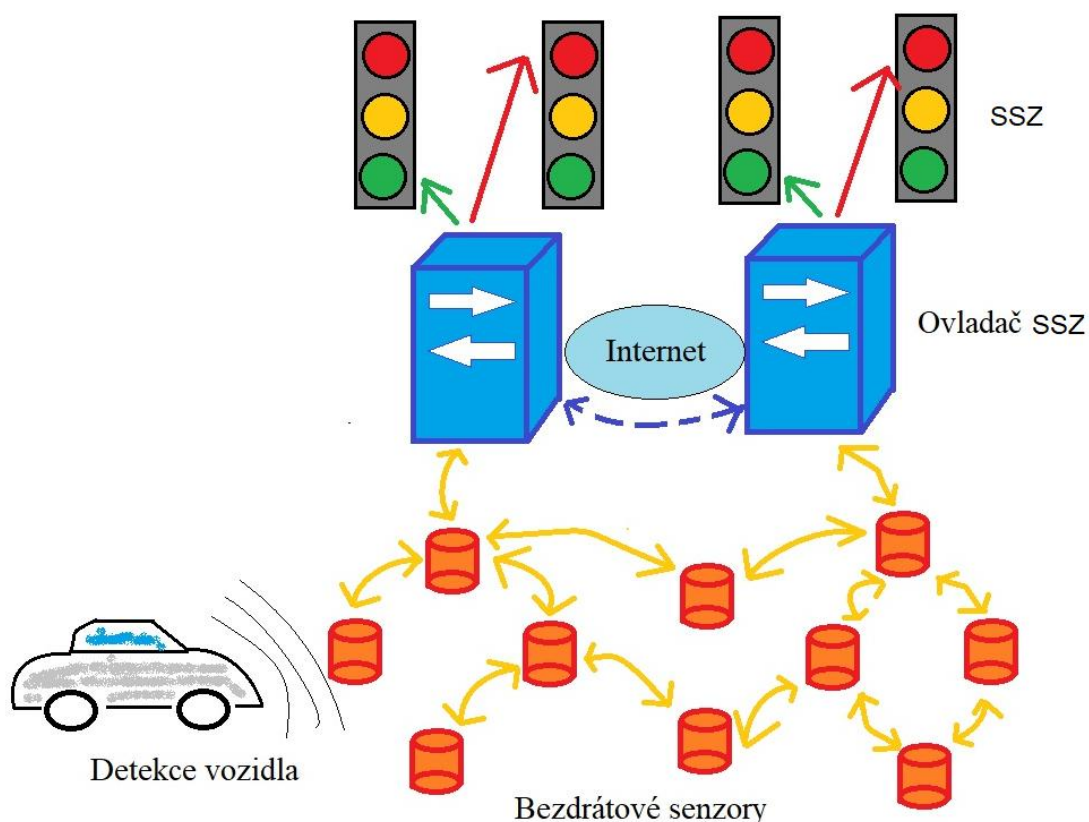 SSZ
Ovladač SSZ
Internet
Detekce vozidla
Bezdrátové senzory